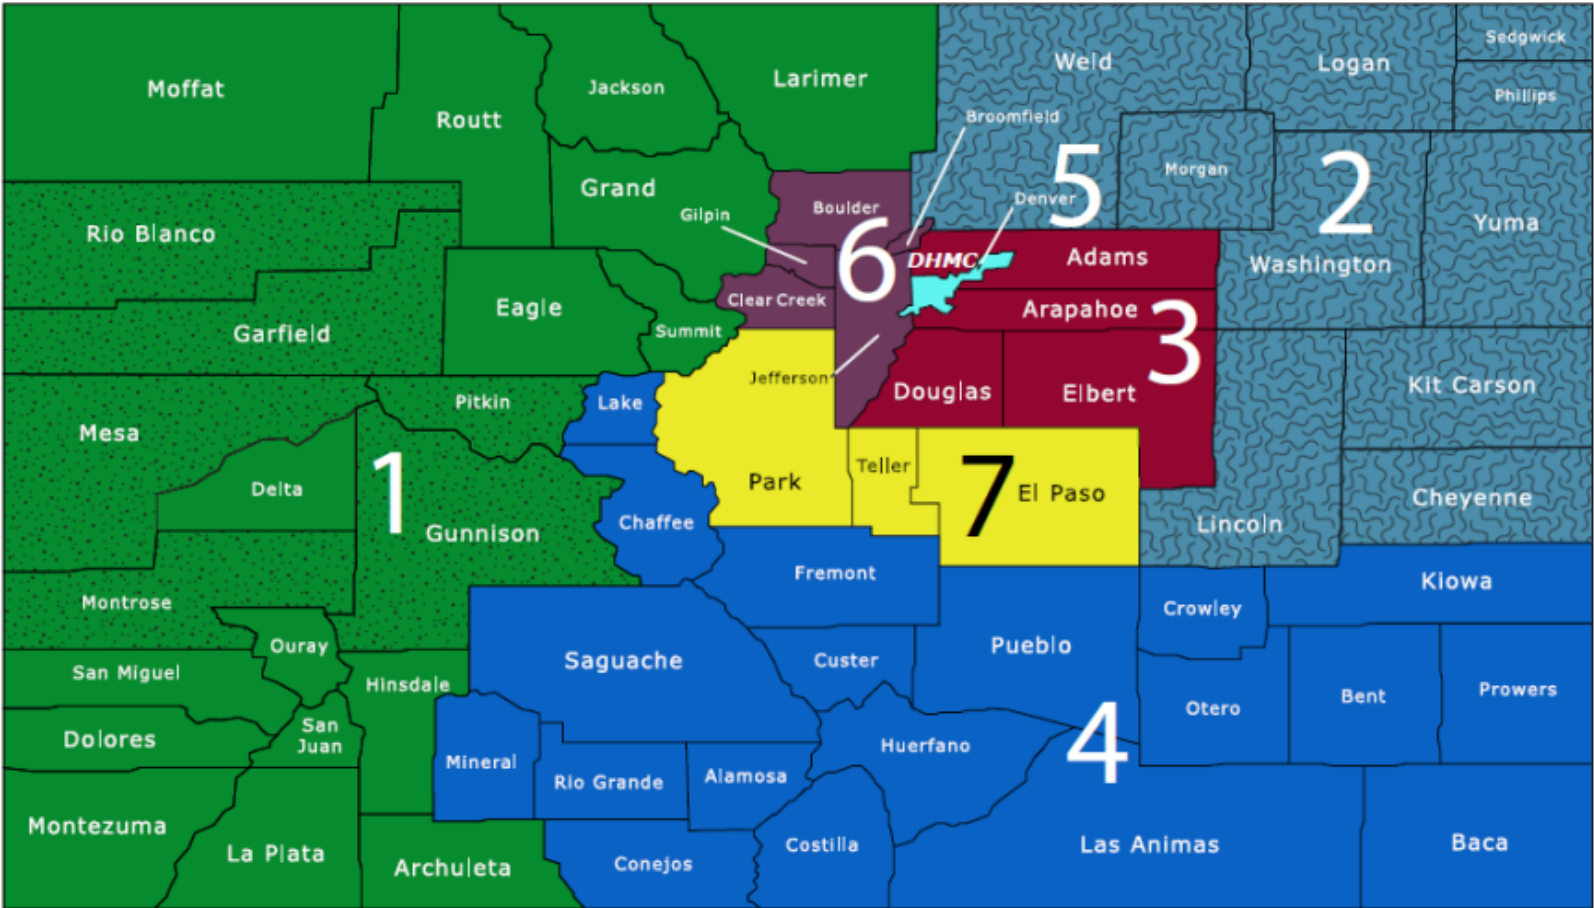 Sedgwick
Weld
Logan
Larimer
Moffat
Jackson
Phillips
Routt
Broomfield
5
2
Morgan
Grand
Denver
Gilpin
Boulder
Yuma
Rio Blanco
6
DHMC
Adams
Washington
Clear Creek
Eagle
Arapahoe
3
Garfield
Summit
Jefferson
Kit Carson
Douglas
Elbert
Pitkin
Lake
Mesa
Teller
Park
7
El Paso
Delta
1
Cheyenne
Chaffee
Lincoln
Gunnison
Fremont
Kiowa
Montrose
Crowley
Ouray
Pueblo
Saguache
Custer
San Miguel
Hinsdale
Prowers
Bent
Otero
San
Juan
Dolores
4
Huerfano
Mineral
Rio Grande
Alamosa
Montezuma
Costilla
Las Animas
Baca
La Plata
Conejos
Archuleta